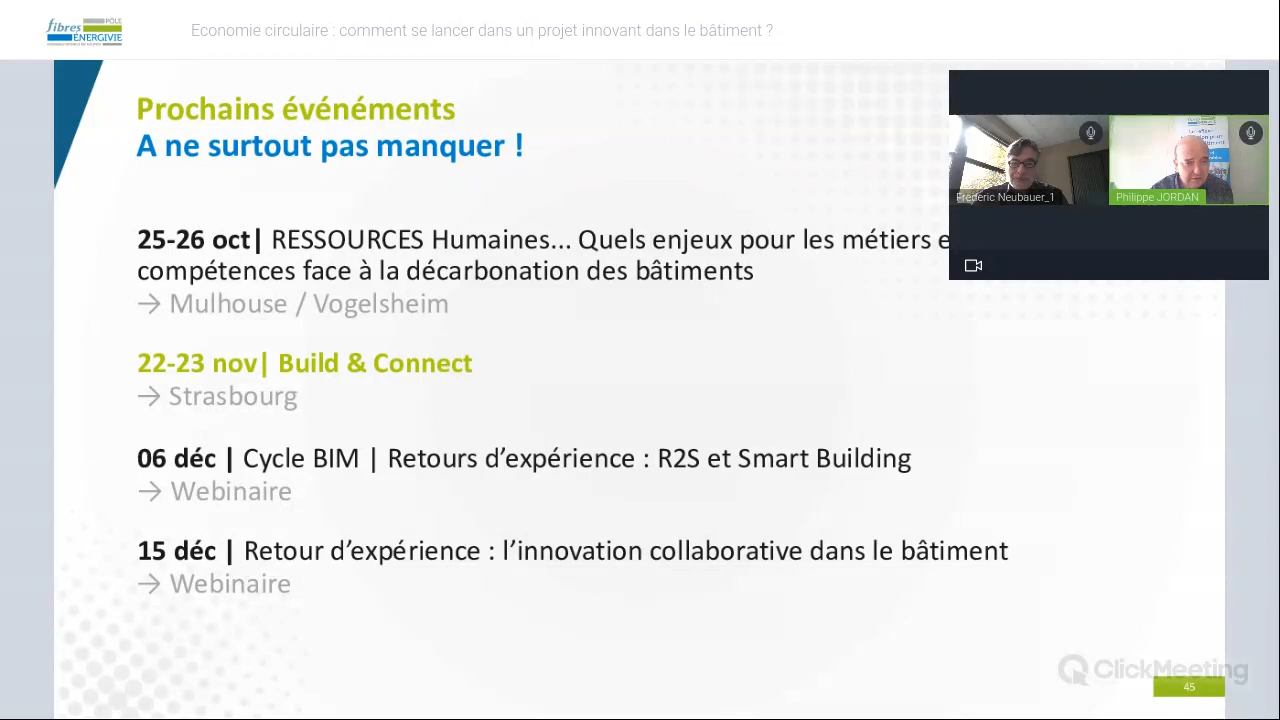 fibres
PÔLE
ÉNERGIVIE
Economie circulaire : comment se lancer dans un projet innovant dans le bâtiment ?
Prochains événéments
A ne surtout pas manquer !
25-26 oct| RESSOURCES Humaines... Quels enjeux pour les métiers
compétences face à la décarbonation des bâtiments
→ Mulhouse / Vogelsheim
22-23 nov| Build & Connect
→ Strasbourg
06 déc | Cycle BIM | Retours d’expérience : R2S et Smart Building
→ Webinaire
15 déc | Retour d’expérience : l’innovation collaborative dans le bâtiment
→ Webinaire
Frédéric Neubauer_1
Philippe JORDAN
ClickMeeting
45